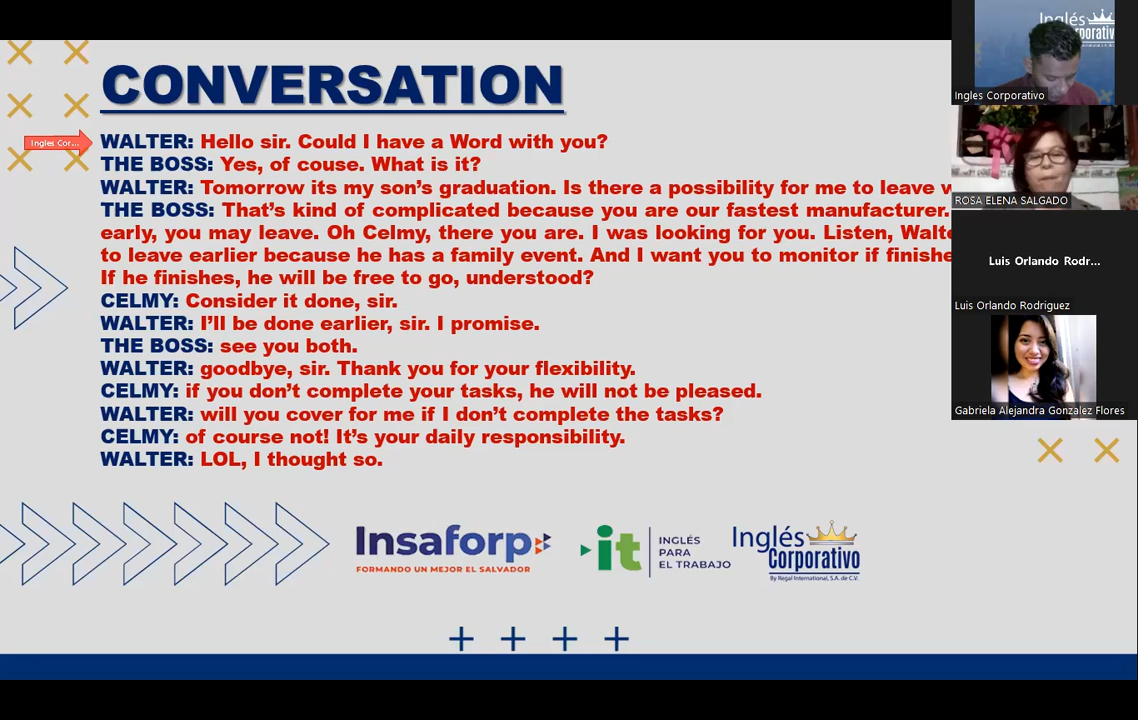 CONVERSATION
WALTER: Hello sir. Could I have a Word with you?
THE BOSS: Yes, of couse. What is it?
WALTER: Tomorrow its my son’s graduation. Is there a possibility for me to leave
THE BOSS: That’s kind of complicated because you are our fastest manufacturer.
early, you may leave. Oh Celmy, there you are. I was looking for you. Listen,
to leave earlier because he has a family event. And I want you to monitor if
If he finishes, he will be free to go, understood?
CELMY: Consider it done, sir.
WALTER: I’ll be done earlier, sir. I promise.
THE BOSS: see you both.
WALTER: goodbye, sir. Thank you for your flexibility.
CELMY: if you don’t complete your tasks, he will not be pleased.
WALTER: will you cover for me if I don’t complete the tasks?
CELMY: of course not! It’s your daily responsibility.
WALTER: LOL, I thought so.
Ingles Cor...
Insaforp
FORMANDO UN MEJOR EL SALVADOR
it
INGLÉS
PARA
EL TRABAJO
Inglés
Corporativo
By Regal International, S.A. de C.V.
Inglés
Ingles Corporativo
ROSA ELENA SALGADO
Luis Orlando Rodr...
Luis Orlando Rodriguez
Gabriela Alejandra Gonzalez Flores